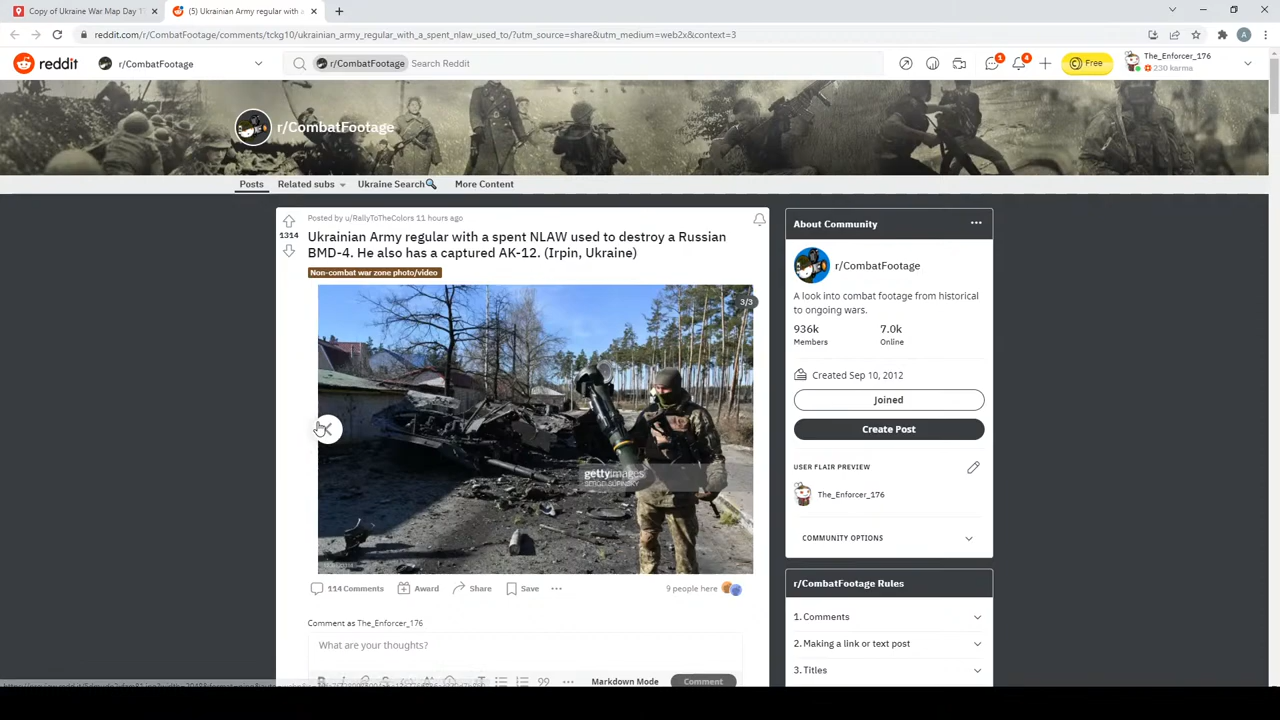 Copy of Ukraine War Map Day 1
(5) Ukrainian Army regular with a
reddit.com/r/CombatFootage/comments/tckg10/ukrainian_army_regular_with_a_spent_nlaw_used_to/?utm_source=share&utm_medium=web2x&context=3
A
reddit
r/CombatFootage
r/CombatFootage
Search Reddit
1
4
Free
The_Enforcer_176
230 karma
r/CombatFootage
Posts
Related subs
Ukraine Search
More Content
Posted by u/RallyToTheColors 11 hours ago
1314
Ukrainian Army regular with a spent NLAW used to destroy a Russian
BMD-4. He also has a captured AK-12. (Irpin, Ukraine)
Non-combat war zone photo/video
3/3
gettyimages
SERGEI SUPINSKY
114 Comments
Award
Share
Save
9 people here
Comment as The_Enforcer_176
What are your thoughts?
Markdown Mode
Comment
About Community
r/CombatFootage
A look into combat footage from historical
to ongoing wars.
936k
7.0k
Members
Online
Created Sep 10, 2012
Joined
Create Post
USER FLAIR PREVIEW
The_Enforcer_176
COMMUNITY OPTIONS
r/CombatFootage Rules
1. Comments
2. Making a link or text post
3. Titles